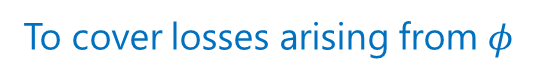 To cover losses arising from 𝜙